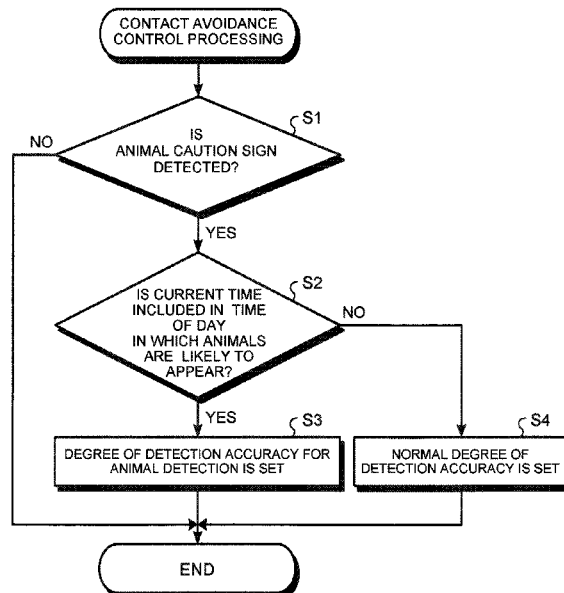 CONTACT AVOIDANCE
CONTROL PROCESSING
S1
NO
IS
ANIMAL CAUTION SIGN
DETECTED?
YES
S2
IS CURRENT TIME
INCLUDED IN TIME
OF DAY
IN WHICH ANIMALS
ARE LIKELY TO
APPEAR?
NO
YES
S3
DEGREE OF DETECTION ACCURACY FOR
ANIMAL DETECTION IS SET
S4
NORMAL DEGREE OF
DETECTION ACCURACY IS SET
END